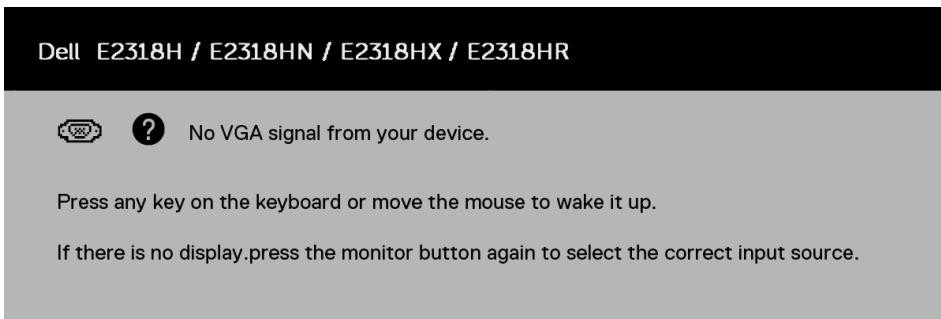 Dell E2318H / E2318HN / E2318HX / E2318HR
No VGA signal from your device.
Press any key on the keyboard or move the mouse to wake it up.
If there is no display.press the monitor button again to select the correct input source.